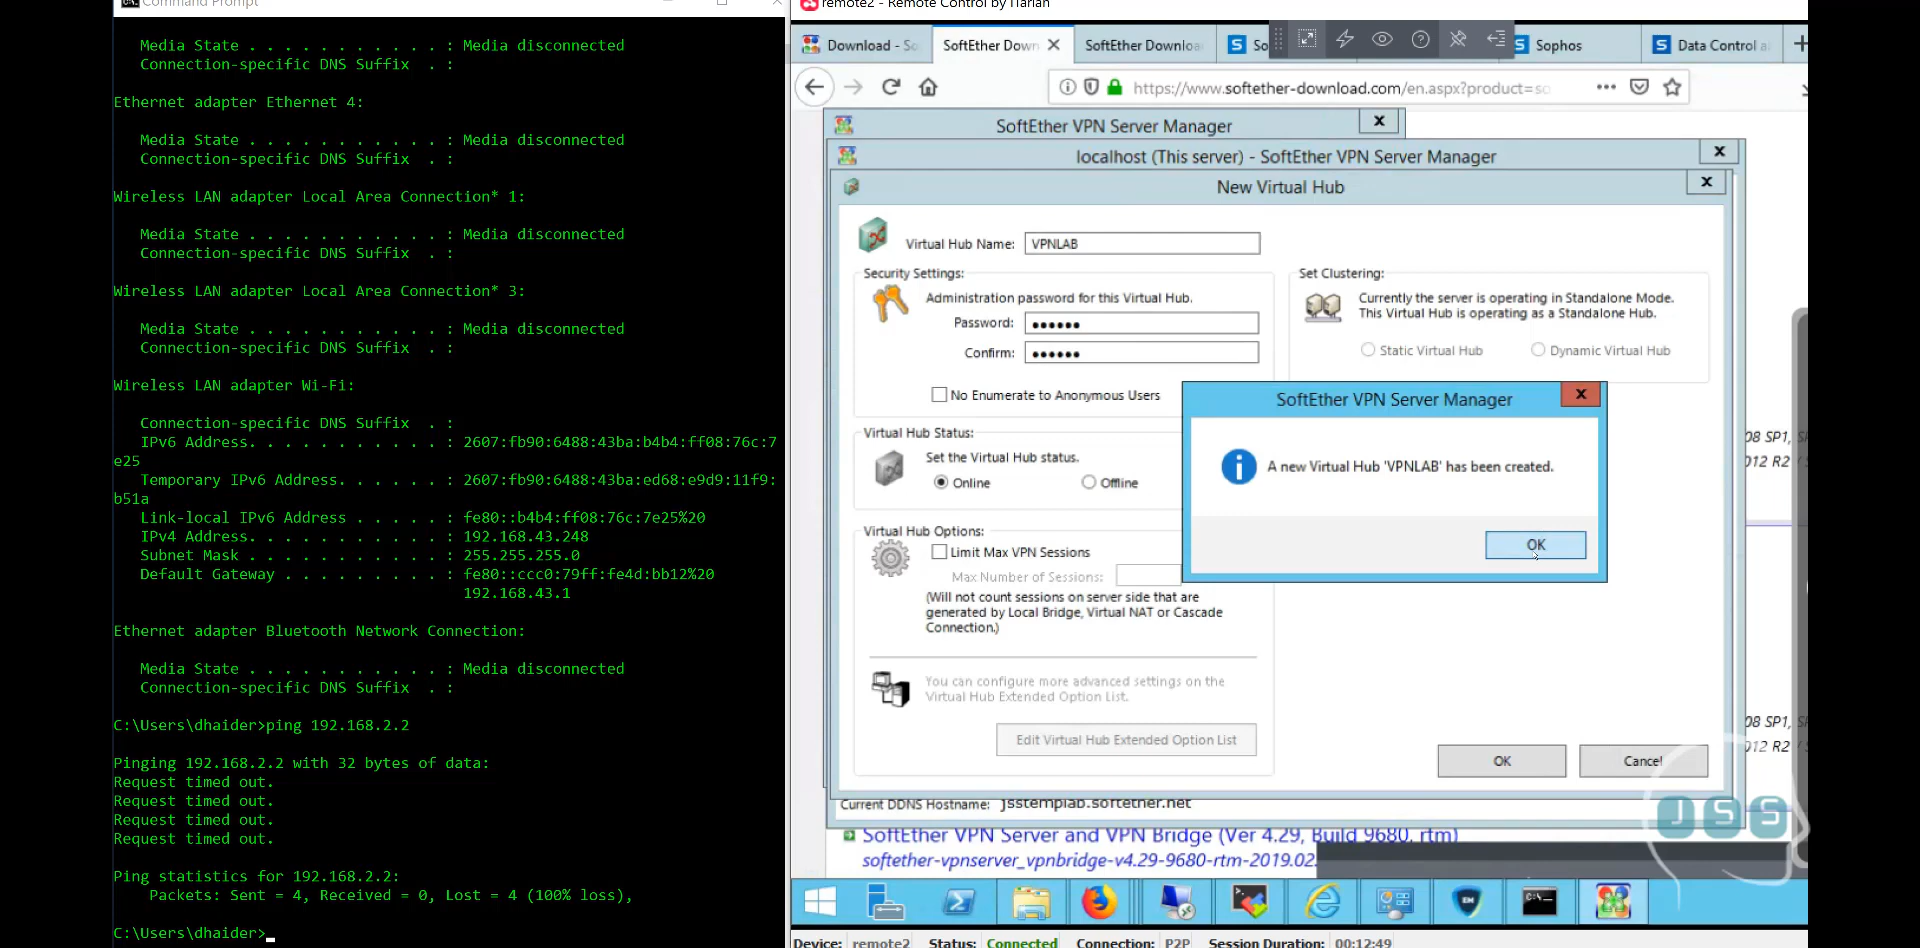 Command Prompt
Media State . . . . . . . . . . . : Media disconnected
Connection-specific DNS Suffix  . :
Ethernet adapter Ethernet 4:
Media State . . . . . . . . . . . : Media disconnected
Connection-specific DNS Suffix  . :
Wireless LAN adapter Local Area Connection* 1:
Media State . . . . . . . . . . . : Media disconnected
Connection-specific DNS Suffix  . :
Wireless LAN adapter Local Area Connection* 3:
Media State . . . . . . . . . . . : Media disconnected
Connection-specific DNS Suffix  . :
Wireless LAN adapter Wi-Fi:
Connection-specific DNS Suffix  . :
IPv6 Address. . . . . . . . . . . : 2607:fb90:6488:43ba:b4b4:ff08:76c:7
e25
Temporary IPv6 Address. . . . . . : 2607:fb90:6488:43ba:ed68:e9d9:11f9:
b51a
Link-local IPv6 Address . . . . . : fe80::b4b4:ff08:76c:7e25%20
IPv4 Address. . . . . . . . . . . : 192.168.43.248
Subnet Mask . . . . . . . . . . . : 255.255.255.0
Default Gateway . . . . . . . . . : fe80::ccc0:79ff:fe4d:bb12%20
192.168.43.1
Ethernet adapter Bluetooth Network Connection:
Media State . . . . . . . . . . . : Media disconnected
Connection-specific DNS Suffix  . :
C:\Users\dhaider>ping 192.168.2.2
Pinging 192.168.2.2 with 32 bytes of data:
Request timed out.
Request timed out.
Request timed out.
Request timed out.
Ping statistics for 192.168.2.2:
Packets: Sent = 4, Received = 0, Lost = 4 (100% loss),
C:\Users\dhaider>
remote2 - Remote Control by ITarian
Download - So
SoftEther Down
SoftEther Downloa
So
Sophos
Data Control a
https://www.softether-download.com/en.aspx?product=so
SoftEther VPN Server Manager
localhost (This server) - SoftEther VPN Server Manager
New Virtual Hub
Virtual Hub Name: VPNLAB
Security Settings:
Administration password for this Virtual Hub.
Password: ●●●●●●
Confirm: ●●●●●●
No Enumerate to Anonymous Users
Set Clustering:
Currently the server is operating in Standalone Mode.
This Virtual Hub is operating as a Standalone Hub.
Static Virtual Hub
Dynamic Virtual Hub
Virtual Hub Status:
Set the Virtual Hub status.
Online
Offline
SoftEther VPN Server Manager
A new Virtual Hub 'VPNLAB' has been created.
OK
Virtual Hub Options:
Limit Max VPN Sessions
Max Number of Sessions:
(Will not count sessions on server side that are
generated by Local Bridge, Virtual NAT or Cascade
Connection.)
You can configure more advanced settings on the
Virtual Hub Extended Option List.
Edit Virtual Hub Extended Option List
OK
Cancel
08 SP1, S
012 R2
08 SP1, S
012 R2 / S
Current DDNS Hostname: jsstemplab.softether.net
SoftEther VPN Server and VPN Bridge (Ver 4.29, Build 9680, rtm)
softether-vpnserver_vpnbridge-v4.29-9680-rtm-2019.02.
JSS
Device: remote2 Status: Connected Connection: P2P Session Duration: 00:12:49